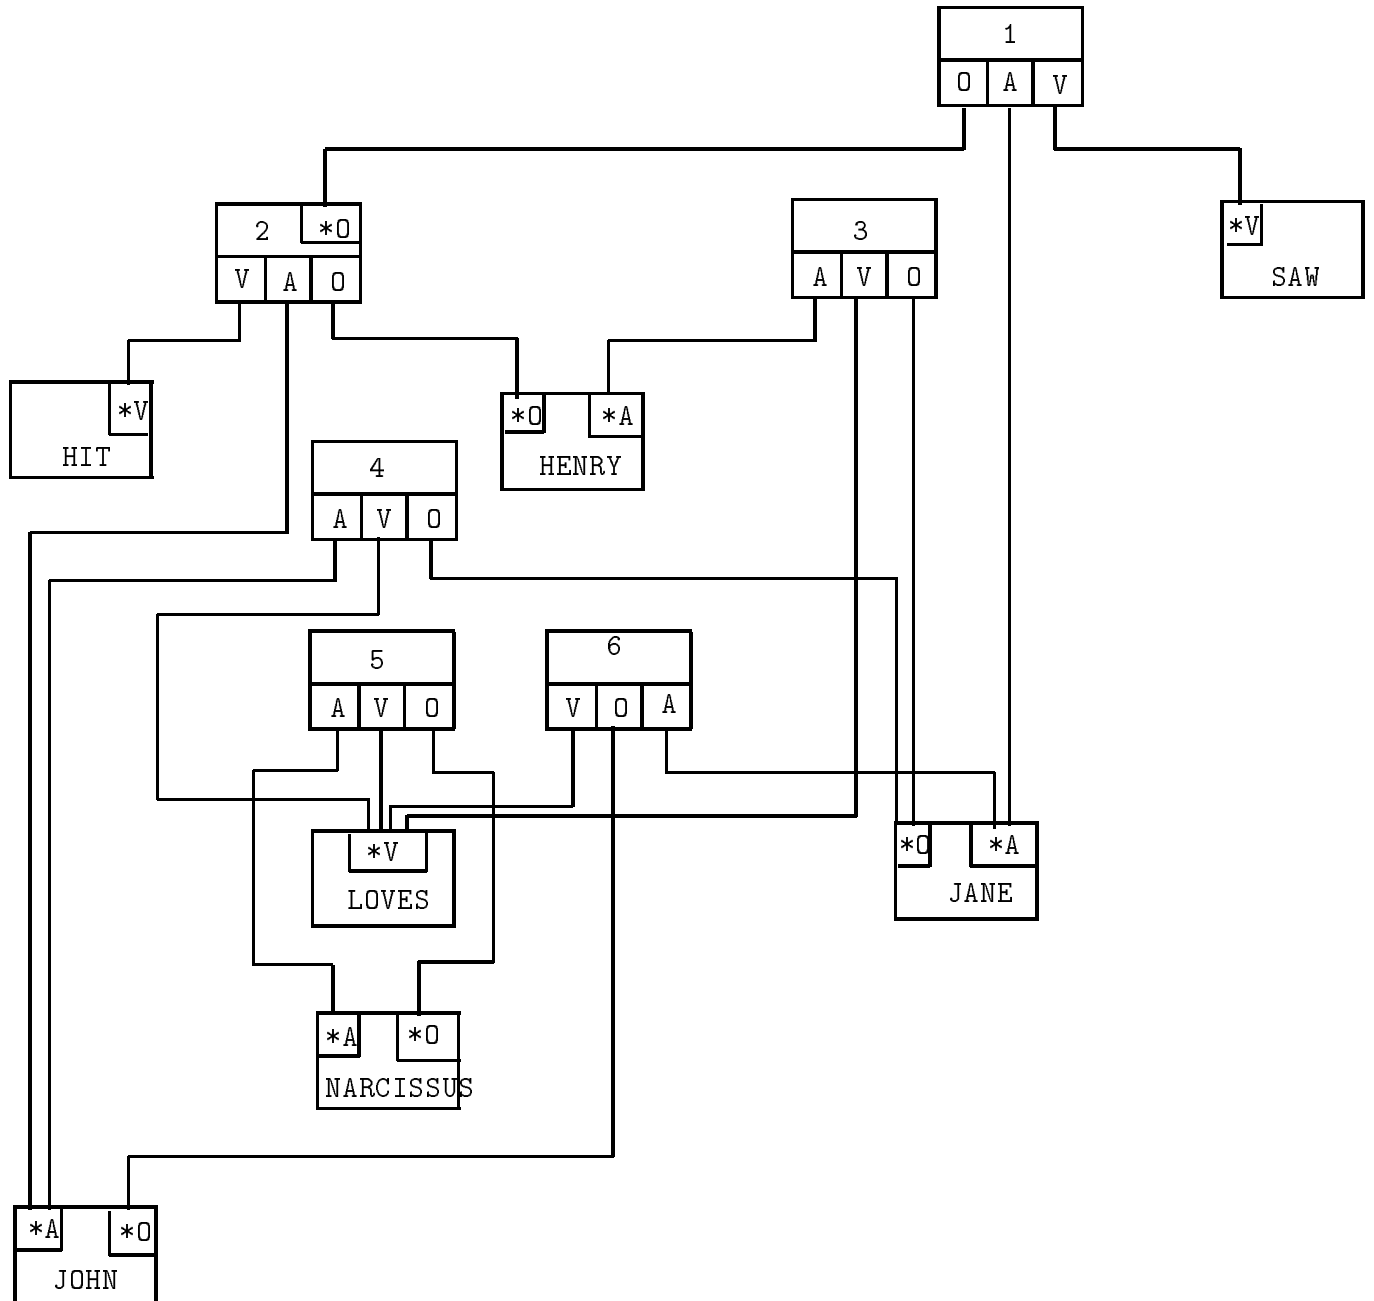 1
O A V
2 *O
3
*V
SAW
V A O
A V O
*V
HIT
*O *A
HENRY
4
A V O
5
6
A V O
V O A
*V
LOVES
*O *A
JANE
*A *O
NARCISSUS
*A *O
JOHN